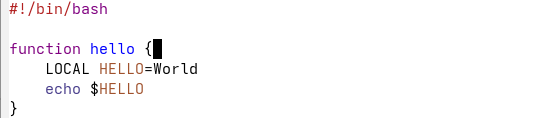 #!/bin/bash

function hello {
    LOCAL HELLO=World
    echo $HELLO
}